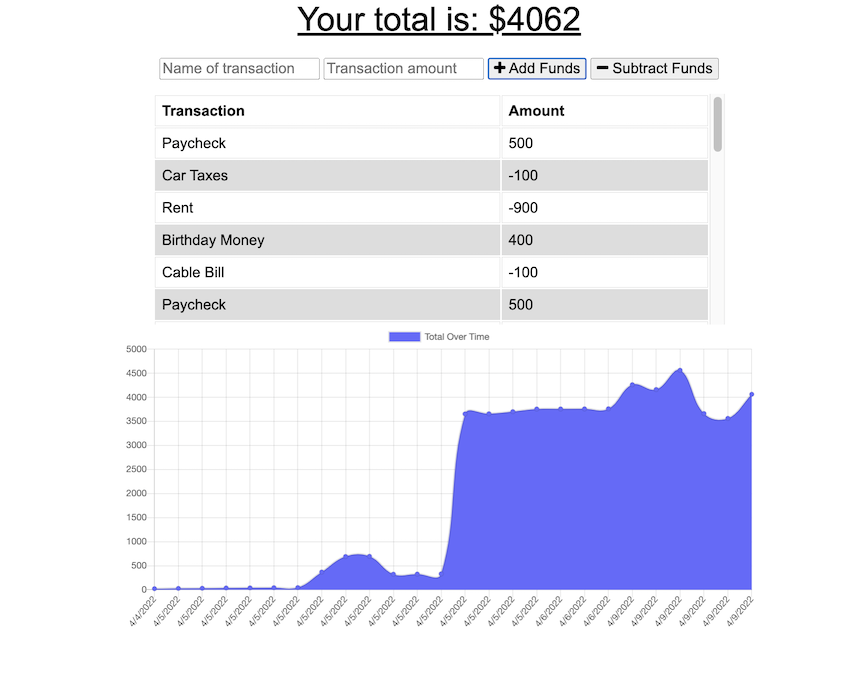 Your total is: $4062
Name of transaction Transaction amount + Add Funds − Subtract Funds
Transaction Amount
Paycheck 500
Car Taxes -100
Rent -900
Birthday Money 400
Cable Bill -100
Paycheck 500
Total Over Time
5000
4500
4000
3500
3000
2500
2000
1500
1000
500
0
4/4/2022 4/5/2022 4/5/2022 4/5/2022 4/5/2022 4/5/2022 4/5/2022 4/5/2022 4/5/2022 4/5/2022 4/5/2022 4/5/2022 4/5/2022 4/5/2022 4/5/2022 4/5/2022 4/5/2022 4/6/2022 4/6/2022 4/6/2022 4/9/2022 4/9/2022 4/9/2022 4/9/2022 4/9/2022 4/9/2022